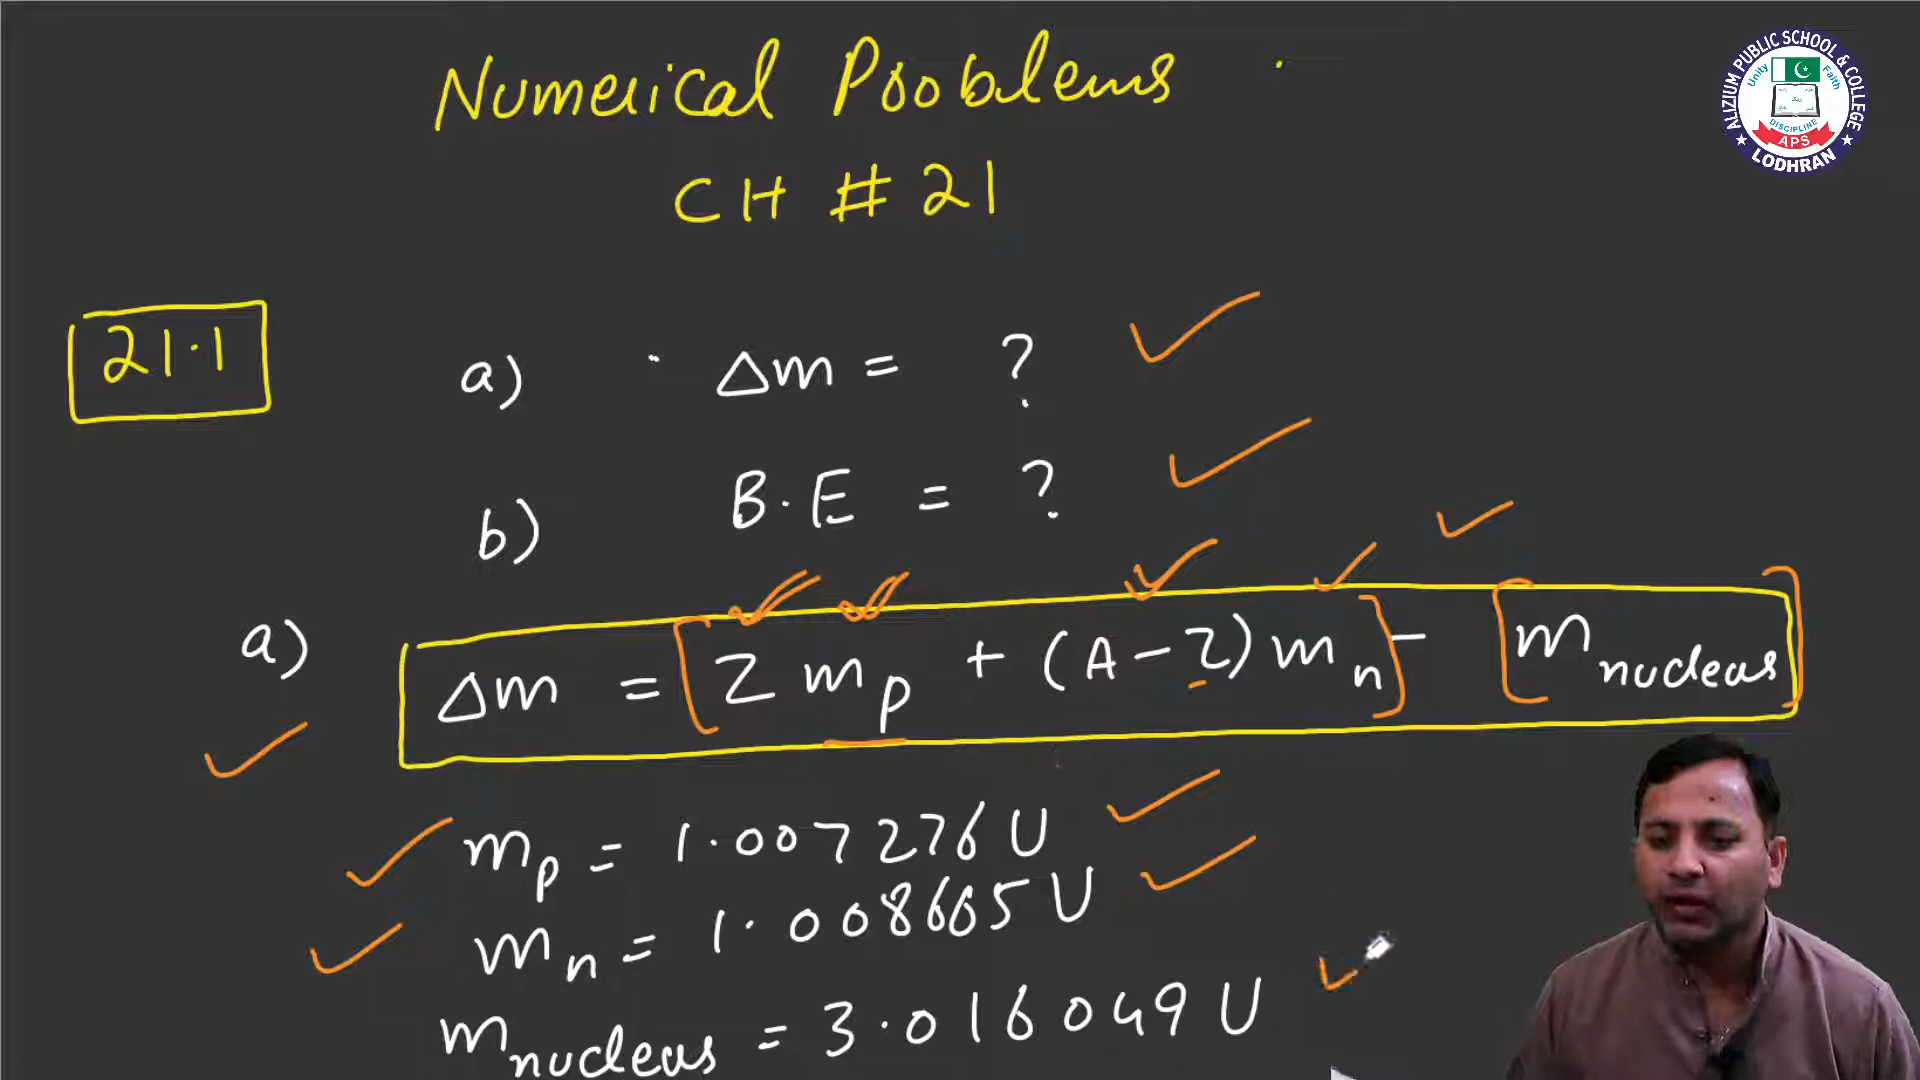 Numerical Problems
CH # 21
ALIZIUM PUBLIC SCHOOL & COLLEGE
Unity
Faith
DISCIPLINE
APS
LODHRAN
21.1
a) Δm = ?
b) B.E = ?
a) Δm = [Z mp + (A-Z) mn] - [m nucleus]
mp = 1.007276 U
mn = 1.008665 U
m nucleus = 3.016049 U